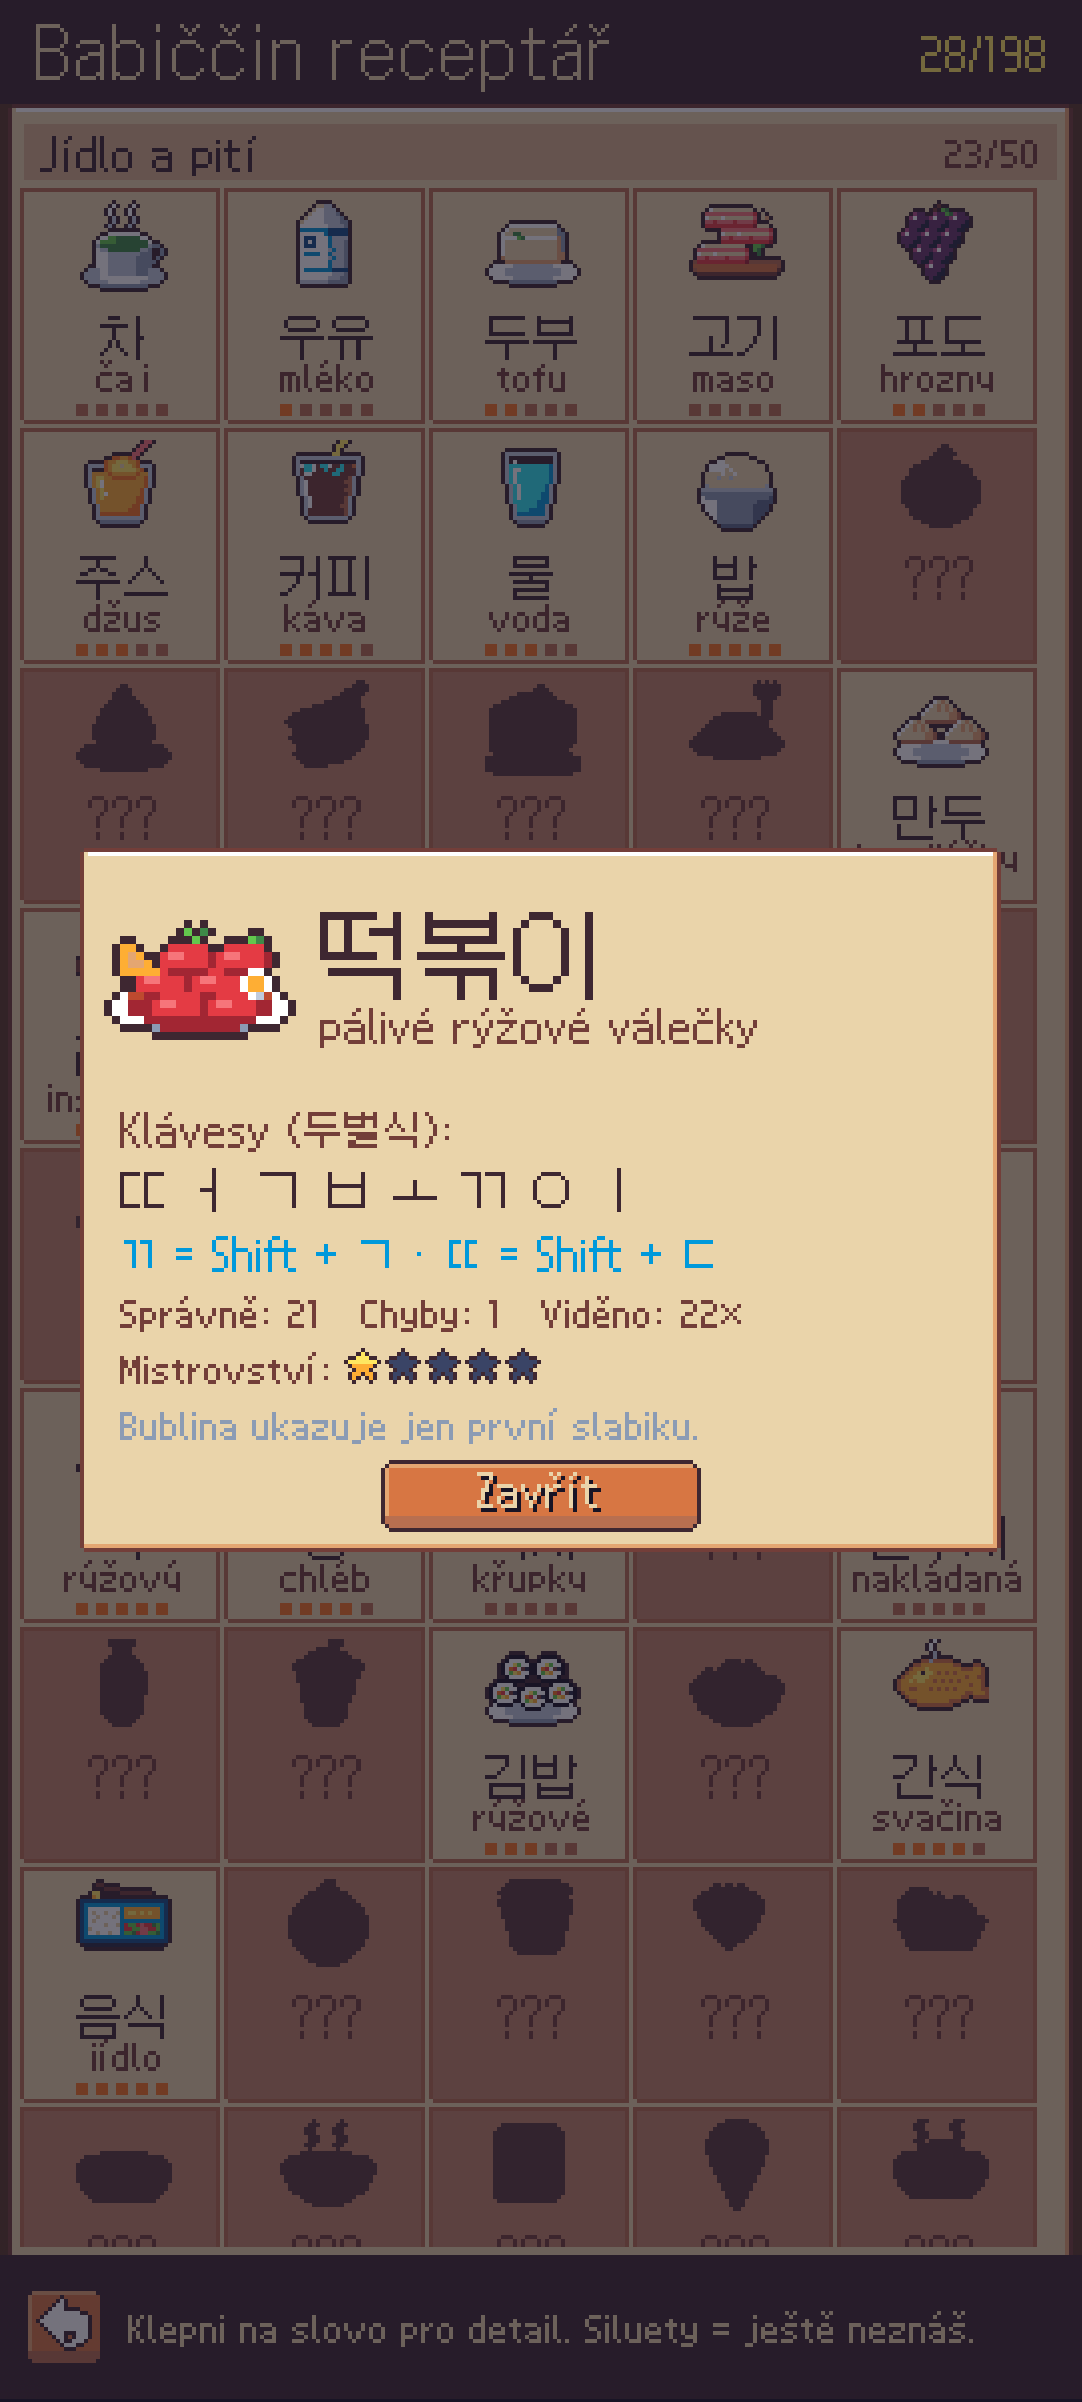 Babiččin receptář 28/198
Jídlo a pití 23/50
차 우유 두부 고기 포도
čaj mléko tofu maso hrozny
주스 커피 물 밥 ???
džus káva voda rýže
??? ??? ??? ??? 만두
떡볶이
pálivé rýžové válečky
Klávesy (두벌식):
ㄸ ㅓ ㄱ ㅂ ㅗ ㄲ ㅇ ㅣ
ㄲ = Shift + ㄱ · ㄸ = Shift + ㄷ
Správně: 21 Chyby: 1 Viděno: 22×
Mistrovství:
Bublina ukazuje jen první slabiku.
Zavřít
rýžový chléb křupky nakládaná
??? ??? 김밥 ??? 간식
rýžové svačina
음식 ??? ??? ??? ???
jídlo
Klepni na slovo pro detail. Siluety = ještě neznáš.